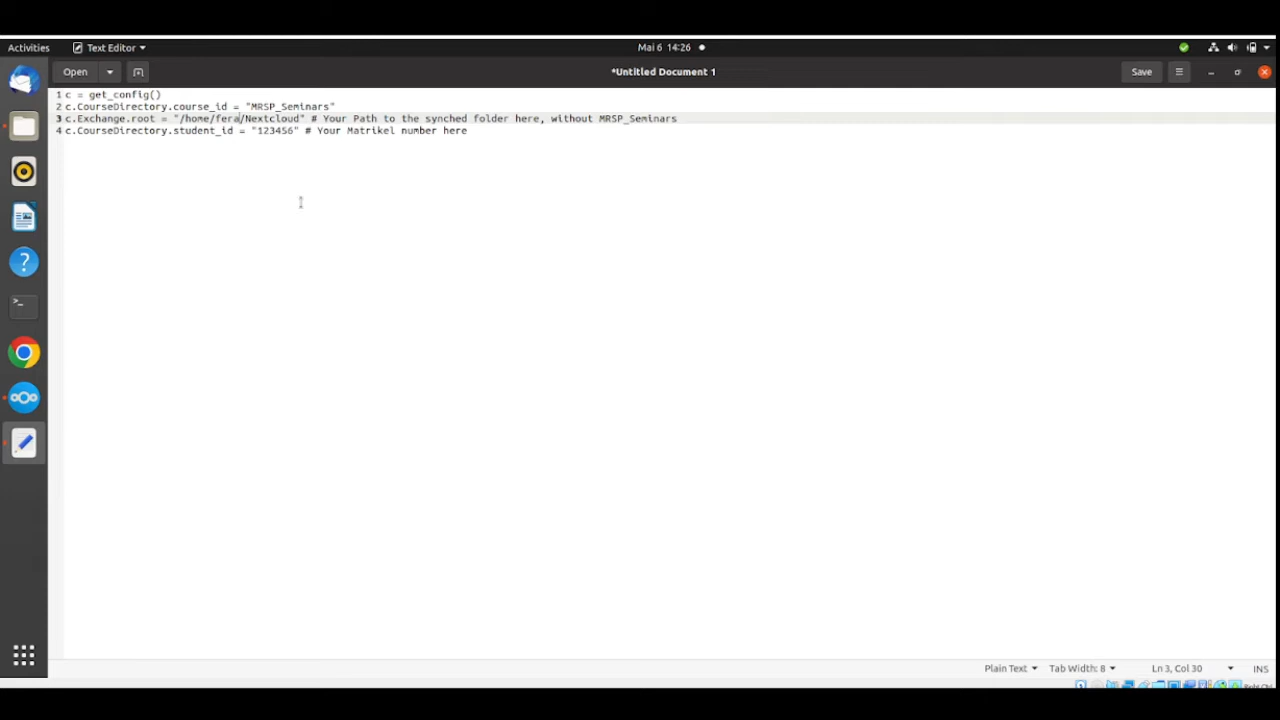 Activities
Text Editor
Mai 6 14:26
Open
*Untitled Document 1
Save
1 c = get_config()
2 c.CourseDirectory.course_id = "MRSP_Seminars"
3 c.Exchange.root = "/home/fera/Nextcloud" # Your Path to the synched folder here, without MRSP_Seminars
4 c.CourseDirectory.student_id = "123456" # Your Matrikel number here
Plain Text
Tab Width: 8
Ln 3, Col 30
INS